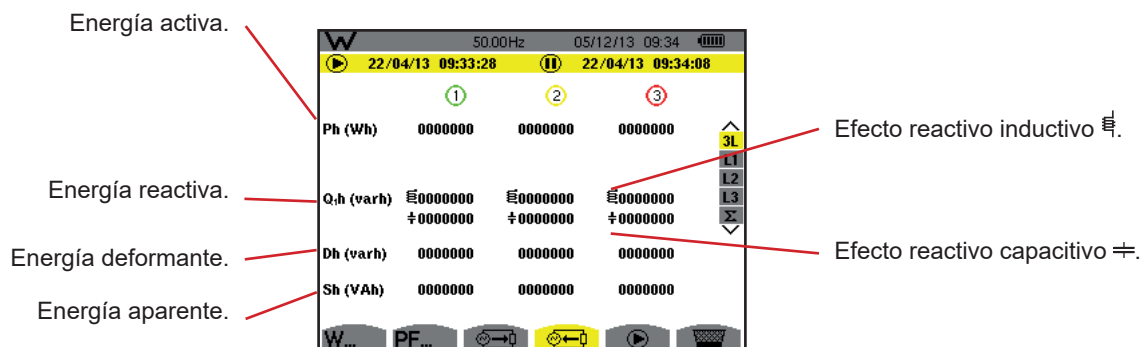 Energía activa.
W 50.00Hz 05/12/13 09:34
22/04/13 09:33:28 22/04/13 09:34:08
1 2 3
Ph (Wh) 0000000 0000000 0000000
3L
L1
L2
L3
Σ
Efecto reactivo inductivo .
Energía reactiva.
Q₁h (varh) 0000000 0000000 0000000
0000000 0000000 0000000
Efecto reactivo capacitivo .
Energía deformante.
Dh (varh) 0000000 0000000 0000000
Energía aparente.
Sh (VAh) 0000000 0000000 0000000
W... PF...